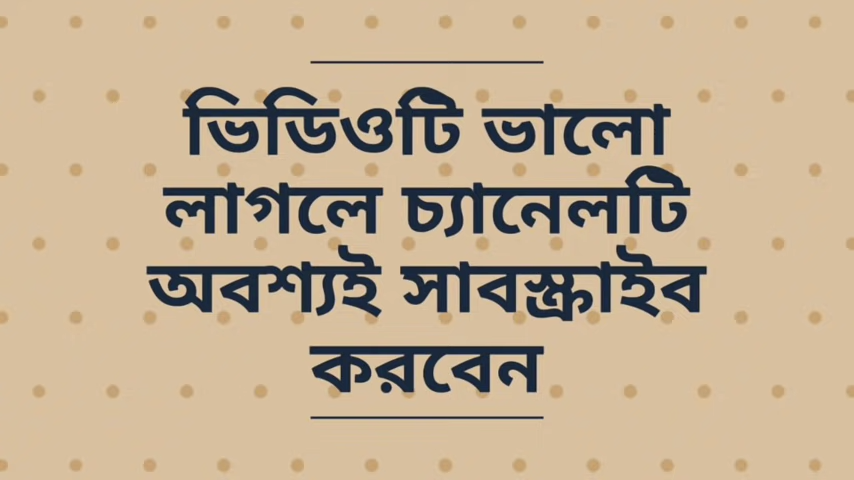 ভিডিওটি ভালো
লাগলে চ্যানেলটি
অবশ্যই সাবস্ক্রাইব
করবেন